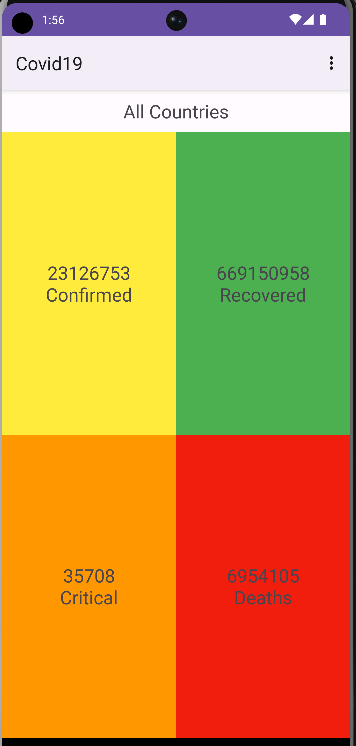 1:56
Covid19
All Countries
23126753
Confirmed
669150958
Recovered
35708
Critical
6954105
Deaths